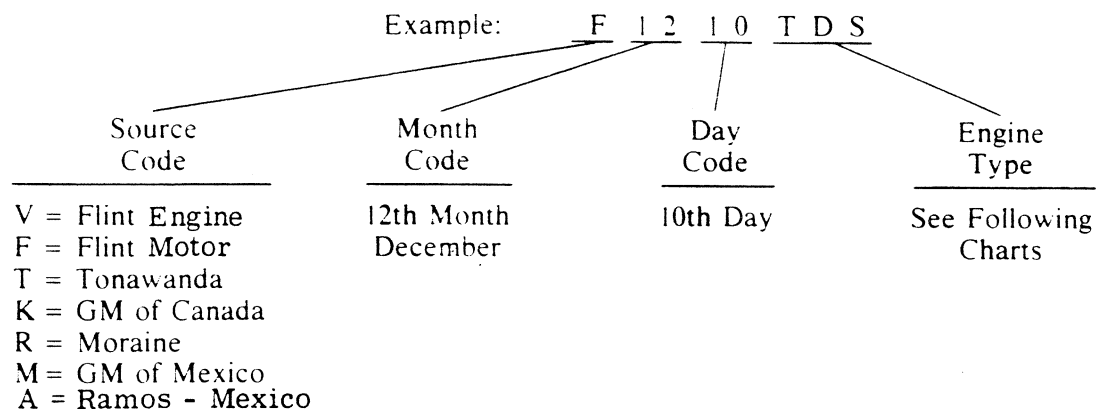 Example: F 12 10 TDS
Source Code
Month Code
Day Code
Engine Type
V = Flint Engine
F = Flint Motor
T = Tonawanda
K = GM of Canada
R = Moraine
M = GM of Mexico
A = Ramos - Mexico
12th Month
December
10th Day
See Following
Charts